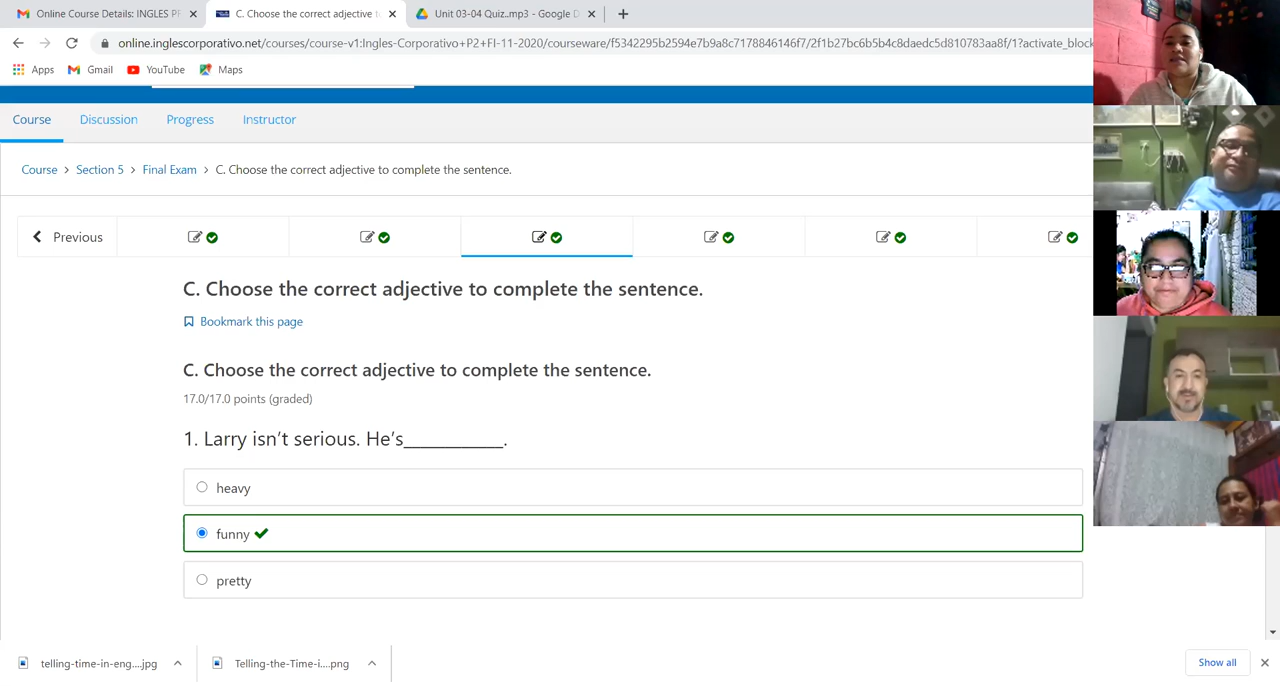 Online Course Details: INGLES PF
C. Choose the correct adjective t
Unit 03-04 Quiz..mp3 - Google D
online.inglescorporativo.net/courses/course-v1:Ingles-Corporativo+P2+FI-11-2020/courseware/f5342295b2594e7b9a8c7178846146f7/2f1b27bc6b5b4c8daedc5d810783aa8f/1?activate_block
Apps Gmail YouTube Maps
Course Discussion Progress Instructor
Course > Section 5 > Final Exam > C. Choose the correct adjective to complete the sentence.
Previous
C. Choose the correct adjective to complete the sentence.
Bookmark this page
C. Choose the correct adjective to complete the sentence.
17.0/17.0 points (graded)
1. Larry isn’t serious. He’s___________.
heavy
funny
pretty
telling-time-in-eng....jpg
Telling-the-Time-i....png
Show all